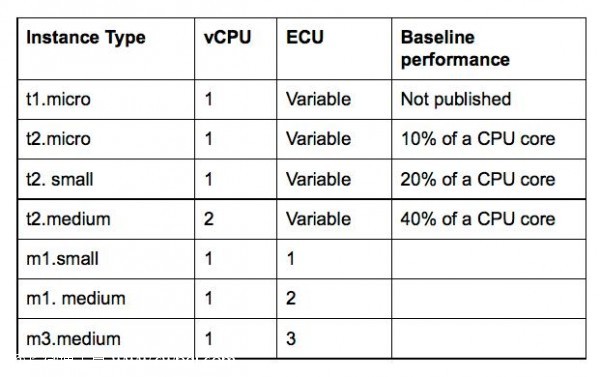 Instance Type vCPU ECU Baseline performance
t1.micro 1 Variable Not published
t2.micro 1 Variable 10% of a CPU core
t2. small 1 Variable 20% of a CPU core
t2.medium 2 Variable 40% of a CPU core
m1.small 1 1
m1. medium 1 2
m3.medium 1 3